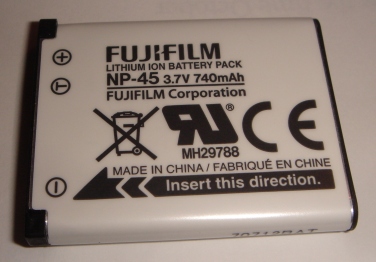 FUJIFILM
LITHIUM ION BATTERY PACK
NP-45 3.7V 740mAh
FUJIFILM Corporation
MH29788
MADE IN CHINA / FABRIQUÉ EN CHINE
Insert this direction.